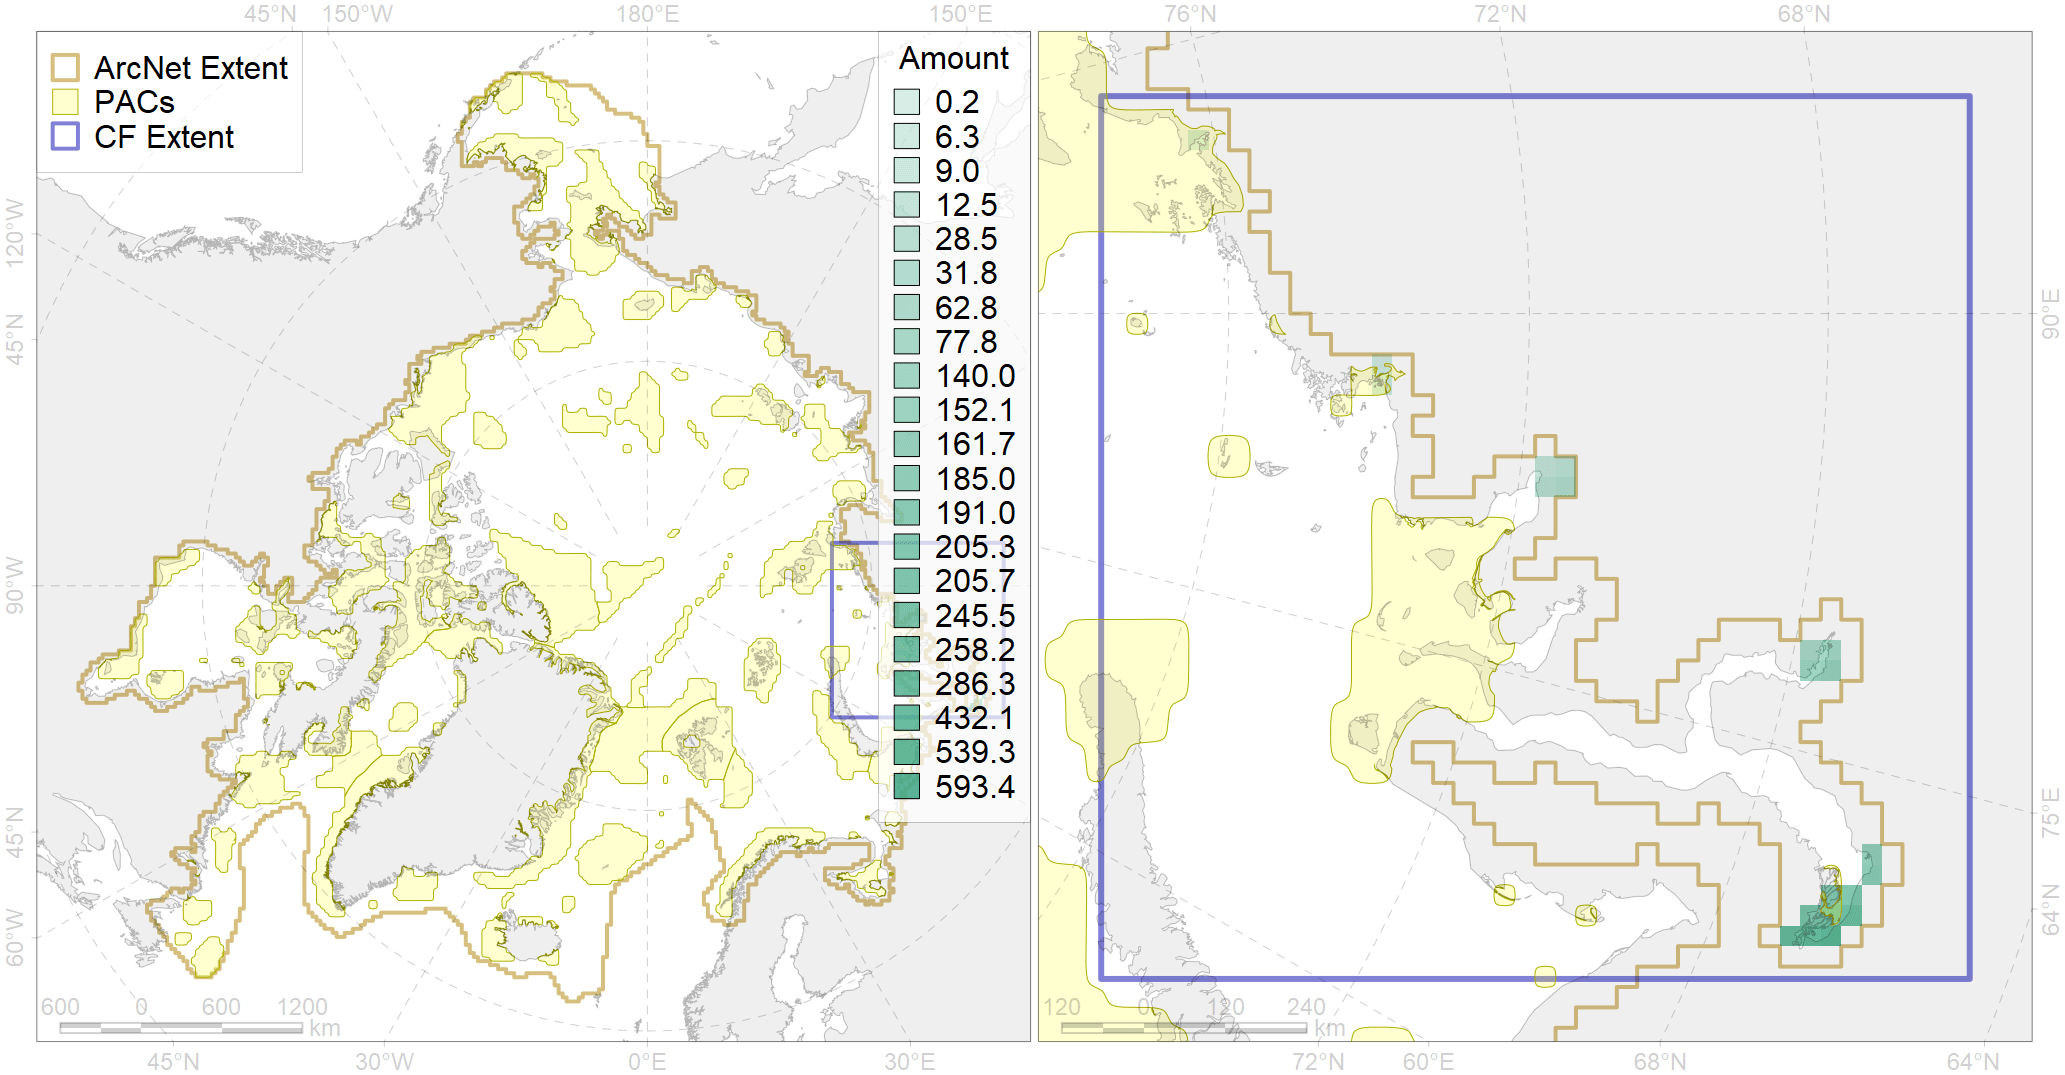 45°N 150°W 180°E 150°E 76°N 72°N 68°N
ArcNet Extent
PACs
CF Extent
Amount
0.2
6.3
9.0
12.5
28.5
31.8
62.8
77.8
140.0
152.1
161.7
185.0
191.0
205.3
205.7
245.5
258.2
286.3
432.1
539.3
593.4
120°W
45°N
90°W
45°N
60°W
90°E
75°E
64°N
600 0 600 1200
km
120 0 120 240
km
45°N 30°W 0°E 30°E 72°N 60°E 68°N 64°N